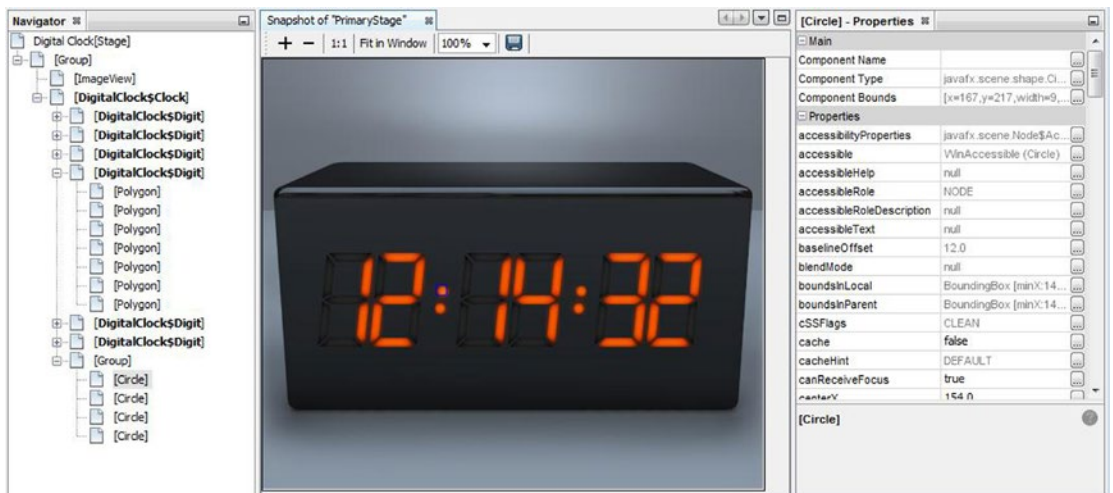 Navigator
Digital Clock[Stage]
[Group]
[ImageView]
[DigitalClock$Clock]
[DigitalClock$Digit]
[DigitalClock$Digit]
[DigitalClock$Digit]
[DigitalClock$Digit]
[Polygon]
[Polygon]
[Polygon]
[Polygon]
[Polygon]
[Polygon]
[Polygon]
[DigitalClock$Digit]
[DigitalClock$Digit]
[Group]
[Circle]
[Circle]
[Circle]
[Circle]
Snapshot of "PrimaryStage"
1:1 Fit in Window 100%
12:14:32
[Circle] - Properties
Main
Component Name
Component Type javafx.scene.shape.Ci...
Component Bounds [x=167,y=217,width=9,...
Properties
accessibilityProperties javafx.scene.Node$Ac...
accessible WinAccessible (Circle)
accessibleHelp null
accessibleRole NODE
accessibleRoleDescription null
accessibleText null
baselineOffset 12.0
blendMode null
boundsInLocal BoundingBox [minX:14...
boundsInParent BoundingBox [minX:14...
cSSFlags CLEAN
cache false
cacheHint DEFAULT
canReceiveFocus true
centerX 154.0
[Circle]